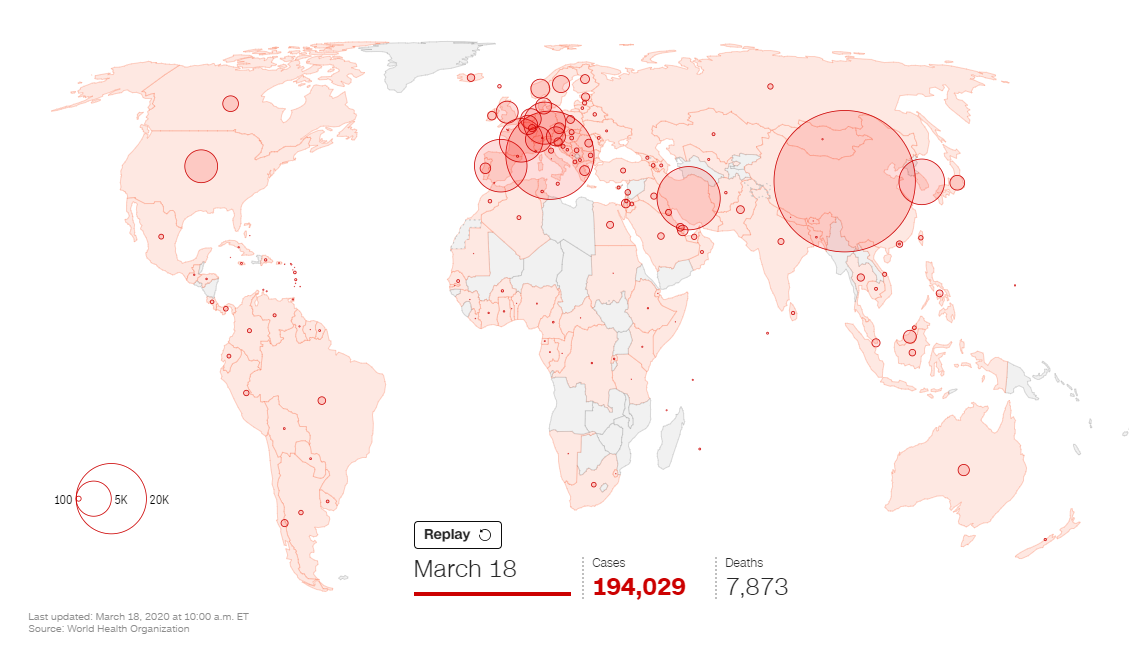 100
5K
20K
Replay
March 18
Cases
194,029
Deaths
7,873
Last updated: March 18, 2020 at 10:00 a.m. ET
Source: World Health Organization